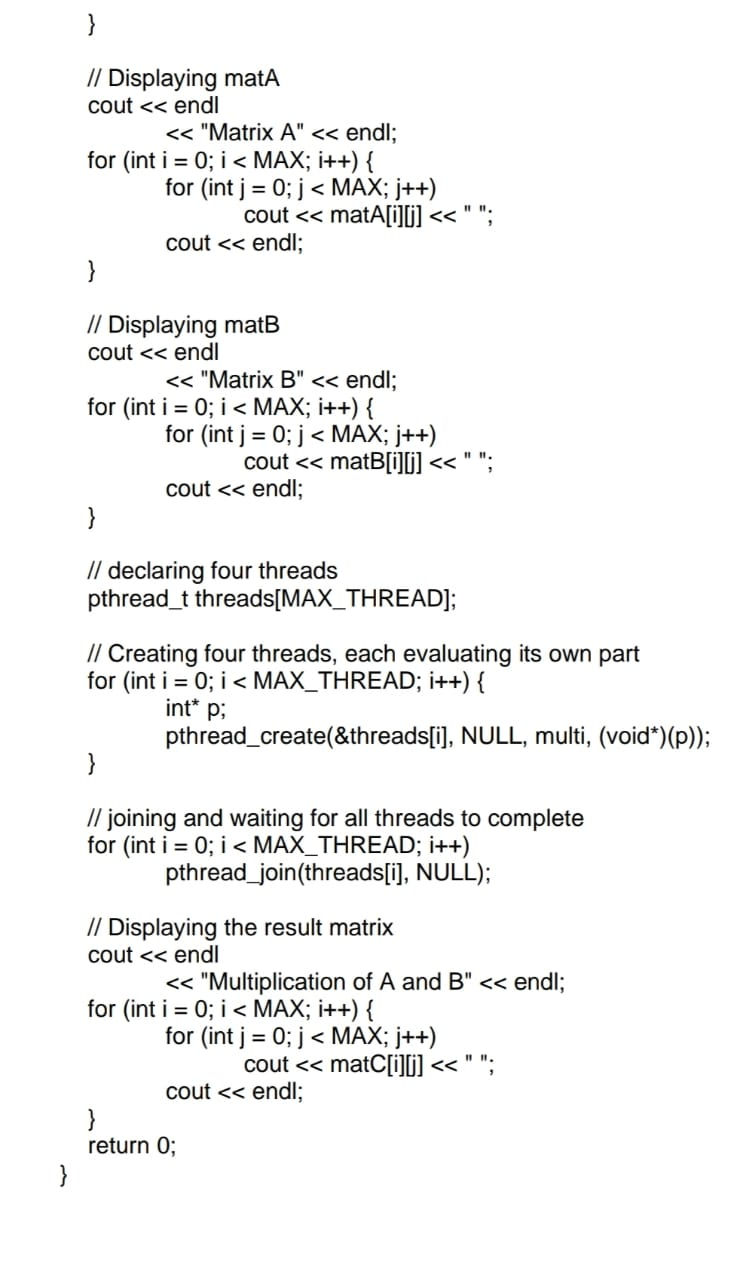 }
// Displaying matA
cout << endl
<< "Matrix A" << endl;
for (int i = 0; i < MAX; i++) {
for (int j = 0; j < MAX; j++)
cout << matA[i][j] << " ";
cout << endl;
}
// Displaying matB
cout << endl
<< "Matrix B" << endl;
for (int i = 0; i < MAX; i++) {
for (int j = 0; j < MAX; j++)
cout << matB[i][j] << " ";
cout << endl;
}
// declaring four threads
pthread_t threads[MAX_THREAD];
// Creating four threads, each evaluating its own part
for (int i = 0; i < MAX_THREAD; i++) {
int* p;
pthread_create(&threads[i], NULL, multi, (void*)(p));
}
// joining and waiting for all threads to complete
for (int i = 0; i < MAX_THREAD; i++)
pthread_join(threads[i], NULL);
// Displaying the result matrix
cout << endl
<< "Multiplication of A and B" << endl;
for (int i = 0; i < MAX; i++) {
for (int j = 0; j < MAX; j++)
cout << matC[i][j] << " ";
cout << endl;
}
return 0;
}